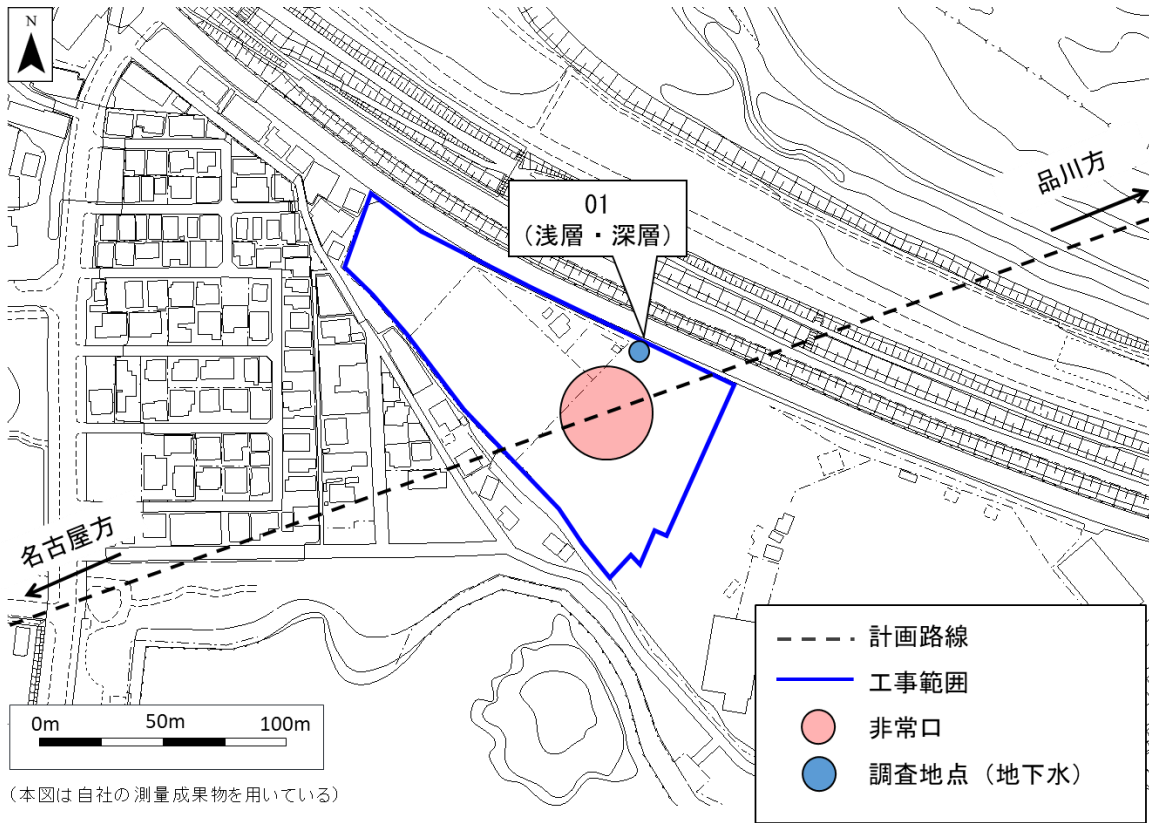 N
01
（浅層・深層）
品川方
名古屋方
0m 50m 100m
（本図は自社の測量成果物を用いている）
計画路線
工事範囲
非常口
調査地点（地下水）